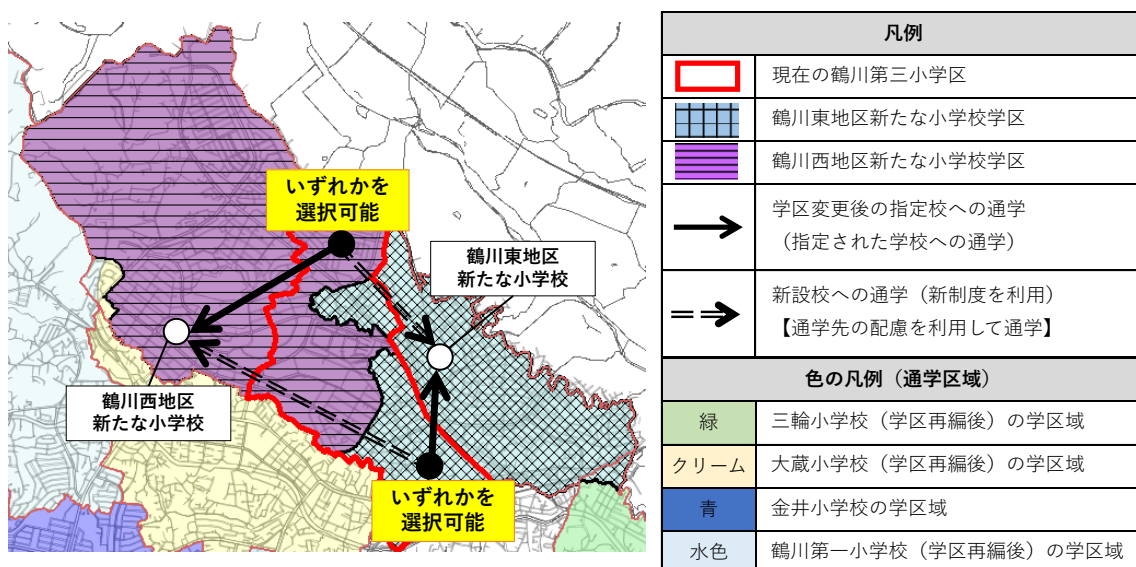 いずれかを
選択可能
鶴川東地区
新たな小学校
鶴川西地区
新たな小学校
いずれかを
選択可能
凡例
現在の鶴川第三小学区
鶴川東地区新たな小学校学区
鶴川西地区新たな小学校学区
学区変更後の指定校への通学
（指定された学校への通学）
新設校への通学（新制度を利用）
【通学先の配慮を利用して通学】
色の凡例（通学区域）
緑 三輪小学校（学区再編後）の学区域
クリーム 大蔵小学校（学区再編後）の学区域
青 金井小学校の学区域
水色 鶴川第一小学校（学区再編後）の学区域